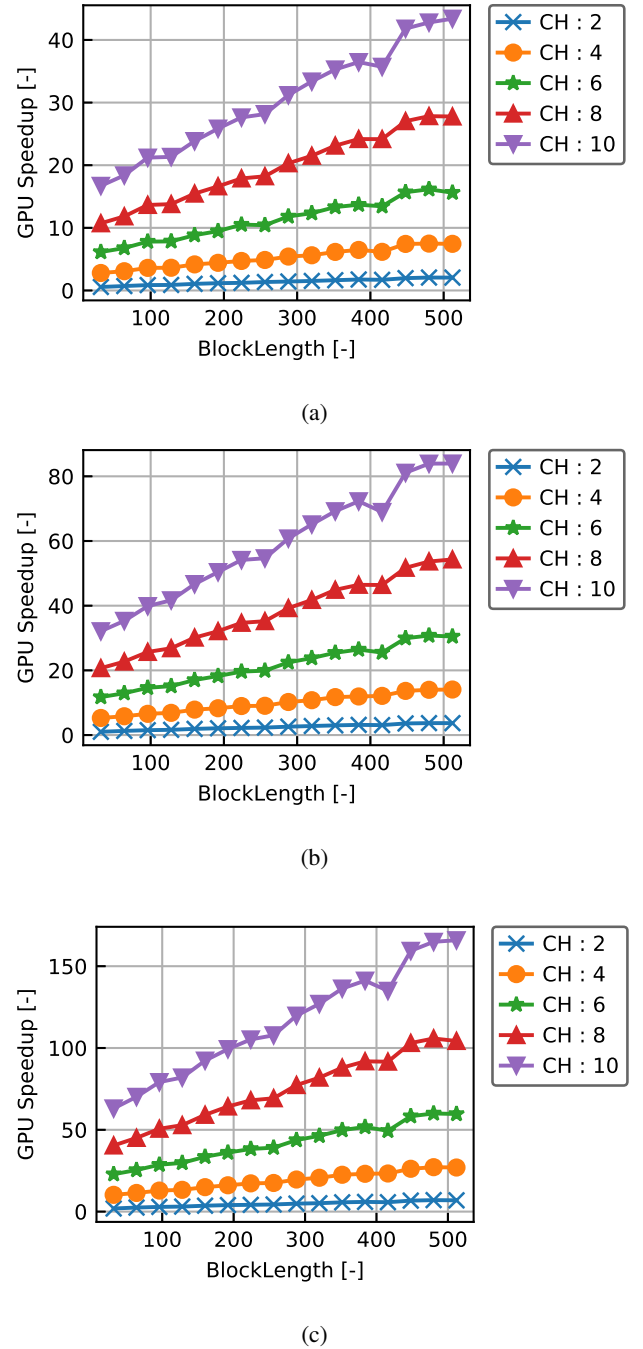 40
30
20
10
0
GPU Speedup [-]
100 200 300 400 500
BlockLength [-]
CH : 2
CH : 4
CH : 6
CH : 8
CH : 10
(a)
80
60
40
20
0
GPU Speedup [-]
100 200 300 400 500
BlockLength [-]
CH : 2
CH : 4
CH : 6
CH : 8
CH : 10
(b)
150
100
50
0
GPU Speedup [-]
100 200 300 400 500
BlockLength [-]
CH : 2
CH : 4
CH : 6
CH : 8
CH : 10
(c)